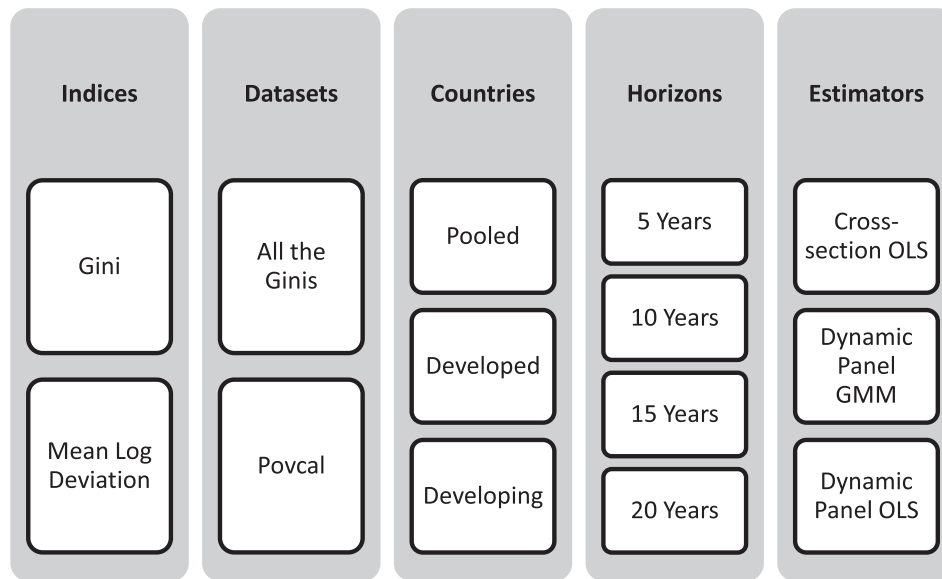 Indices
Gini
Mean Log
Deviation
Datasets
All the
Ginis
Povcal
Countries
Pooled
Developed
Developing
Horizons
5 Years
10 Years
15 Years
20 Years
Estimators
Cross-
section OLS
Dynamic
Panel
GMM
Dynamic
Panel OLS